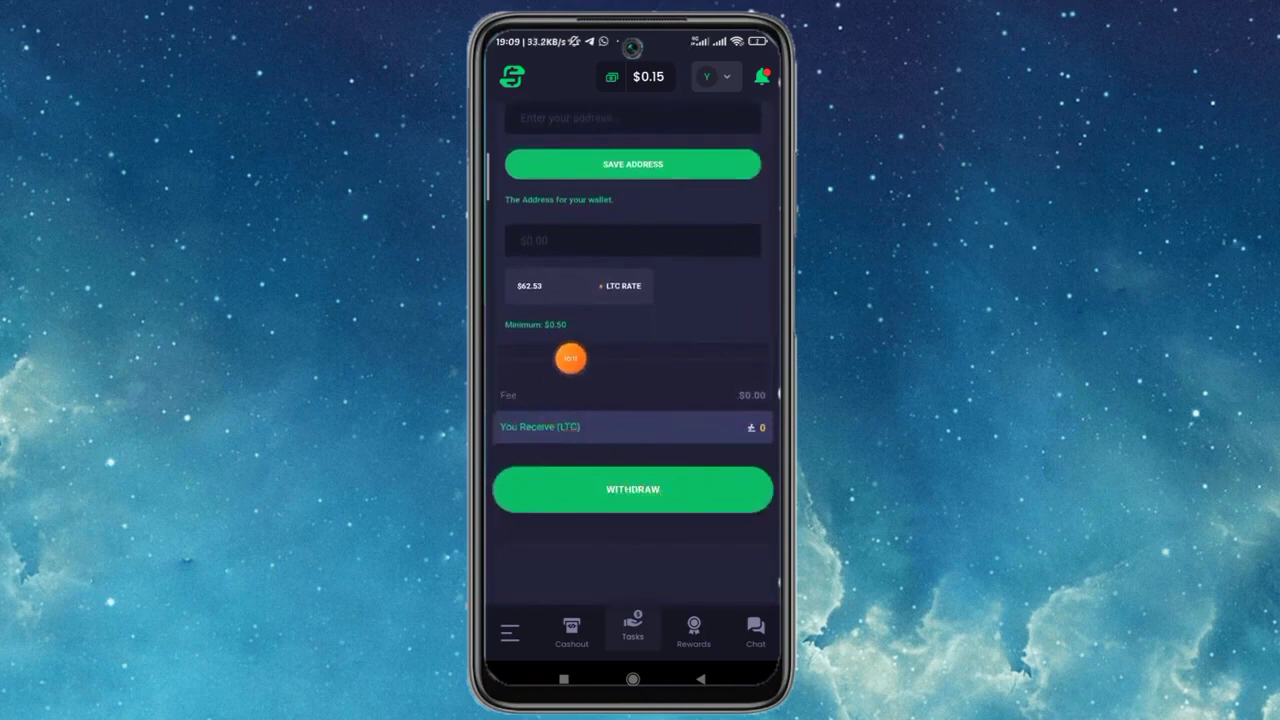 19:09 | 33.2KB/s
4G
$0.15
Y
Enter your address...
SAVE ADDRESS
The Address for your wallet.
$0.00
$62.53
LTC RATE
Minimum: $0.50
Fee
$0.00
You Receive (LTC)
0
WITHDRAW
Cashout
Tasks
Rewards
Chat